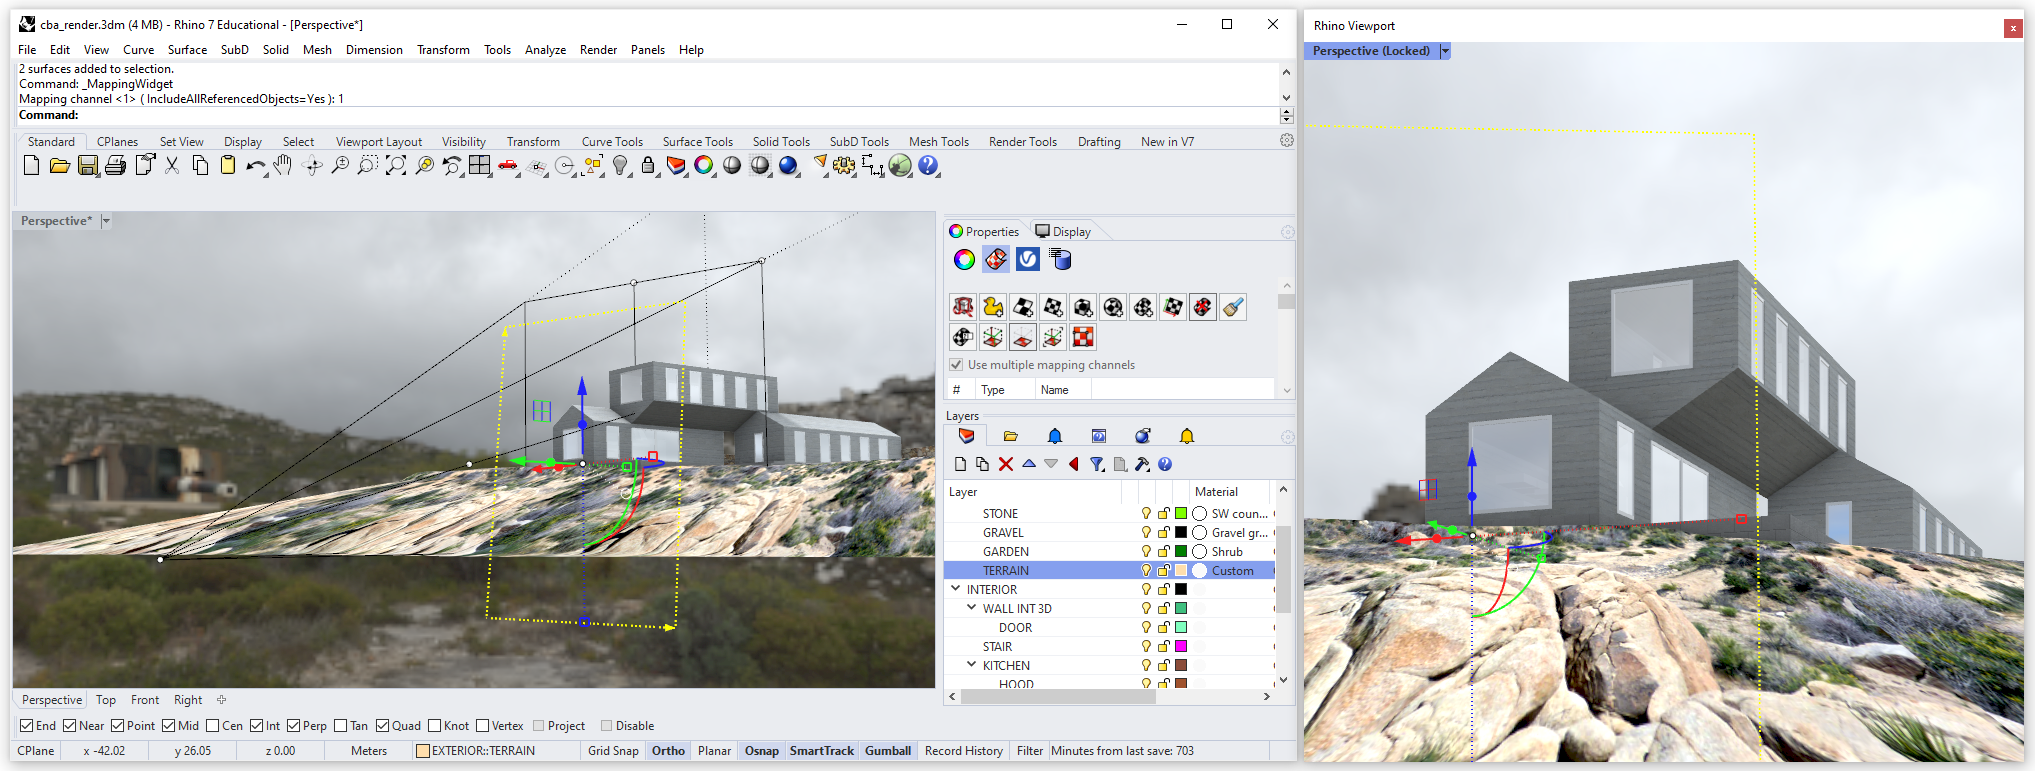 cba_render.3dm (4 MB) - Rhino 7 Educational - [Perspective*]
File Edit View Curve Surface SubD Solid Mesh Dimension Transform Tools Analyze Render Panels Help
2 surfaces added to selection.
Command: _MappingWidget
Mapping channel <1> ( IncludeAllReferencedObjects=Yes ): 1
Command:
Standard CPlanes Set View Display Select Viewport Layout Visibility Transform Curve Tools Surface Tools Solid Tools SubD Tools Mesh Tools Render Tools Drafting New in V7
Perspective*
Properties Display
Use multiple mapping channels
# Type Name
Layers
Layer Material
STONE SW coun...
GRAVEL Gravel gr...
GARDEN Shrub
TERRAIN Custom
INTERIOR
WALL INT 3D
DOOR
STAIR
KITCHEN
HOOD
Perspective Top Front Right
End Near Point Mid Cen Int Perp Tan Quad Knot Vertex Project Disable
CPlane x -42.02 y 26.05 z 0.00 Meters EXTERIOR::TERRAIN Grid Snap Ortho Planar Osnap SmartTrack Gumball Record History Filter Minutes from last save: 703
Rhino Viewport x
Perspective (Locked)